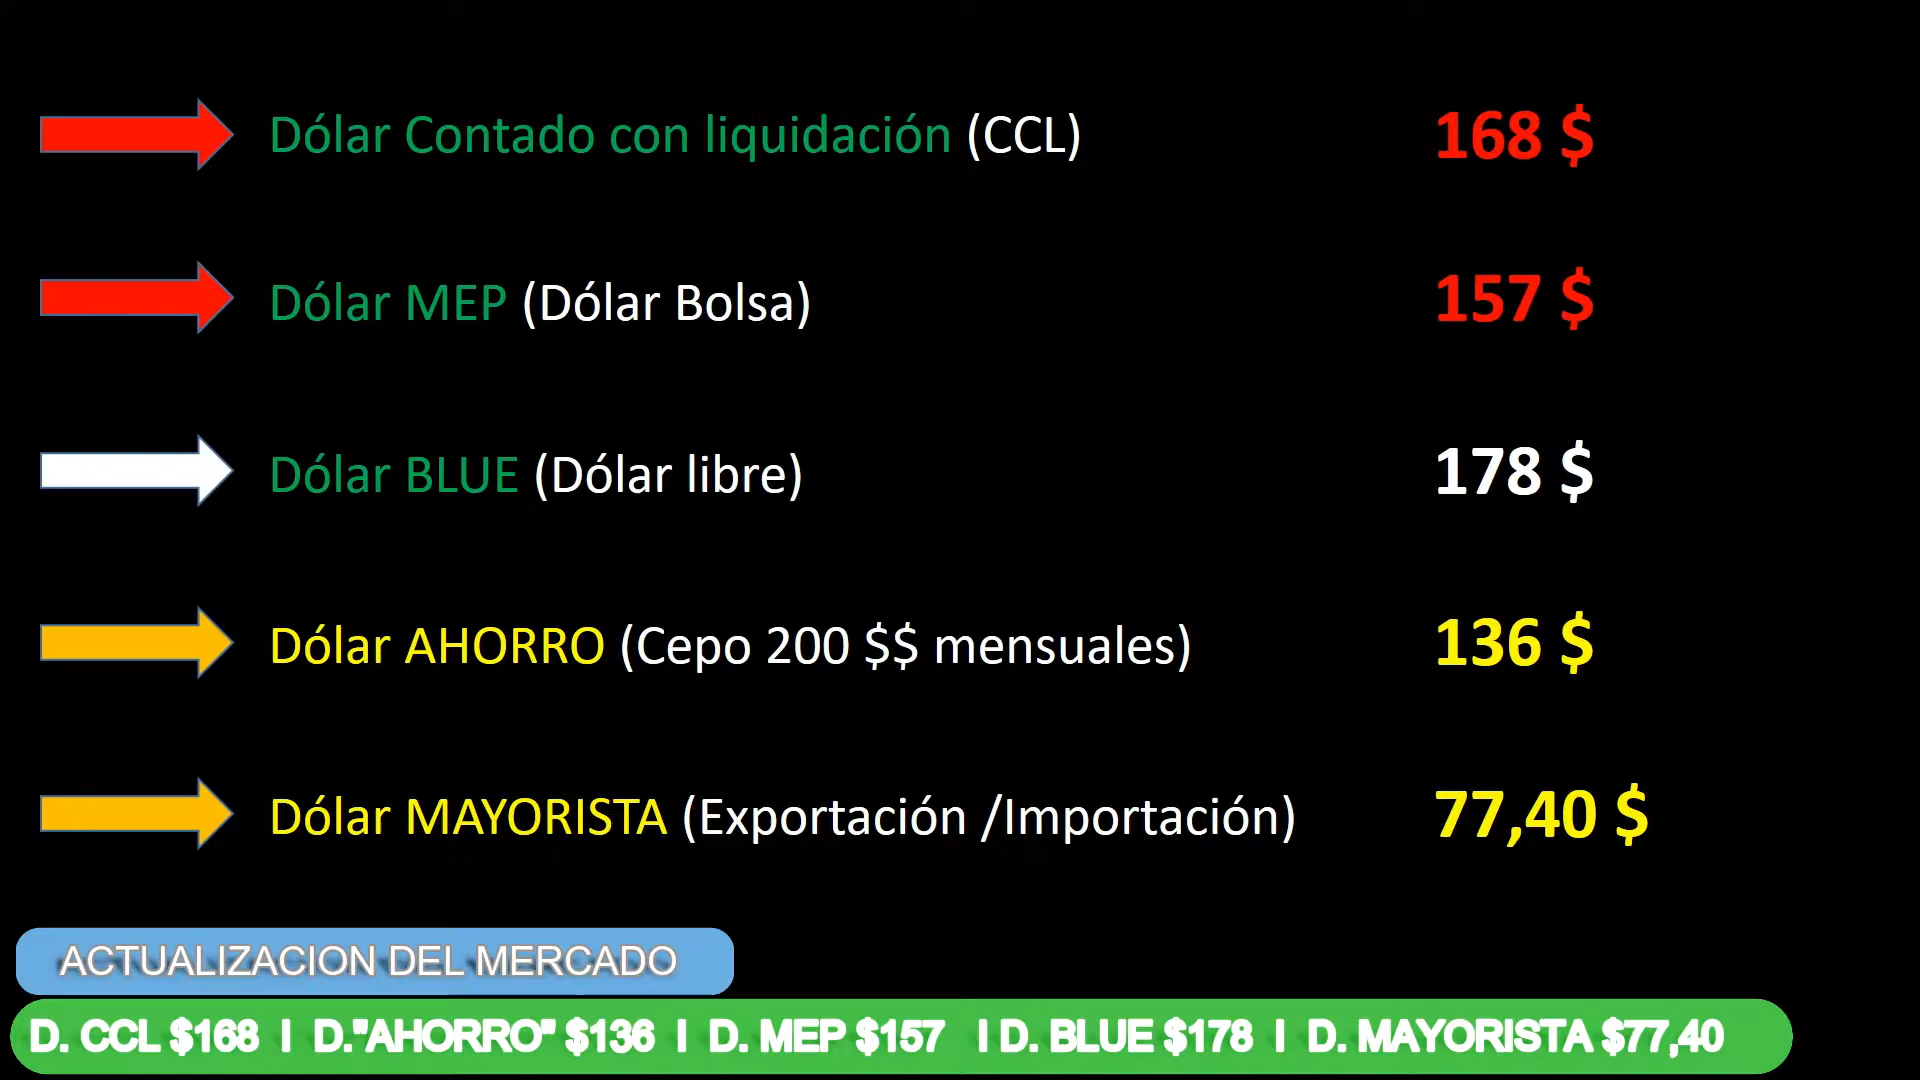 Dólar Contado con liquidación (CCL) 168 $
Dólar MEP (Dólar Bolsa) 157 $
Dólar BLUE (Dólar libre) 178 $
Dólar AHORRO (Cepo 200 $$ mensuales) 136 $
Dólar MAYORISTA (Exportación /Importación) 77,40 $
ACTUALIZACION DEL MERCADO
D. CCL $168 I D."AHORRO" $136 I D. MEP $157 I D. BLUE $178 I D. MAYORISTA $77,40